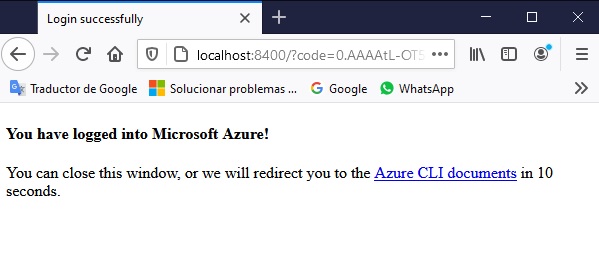 Login successfully
localhost:8400/?code=0.AAAAtL-OT5
Traductor de Google Solucionar problemas ... Google WhatsApp
You have logged into Microsoft Azure!
You can close this window, or we will redirect you to the Azure CLI documents in 10
seconds.